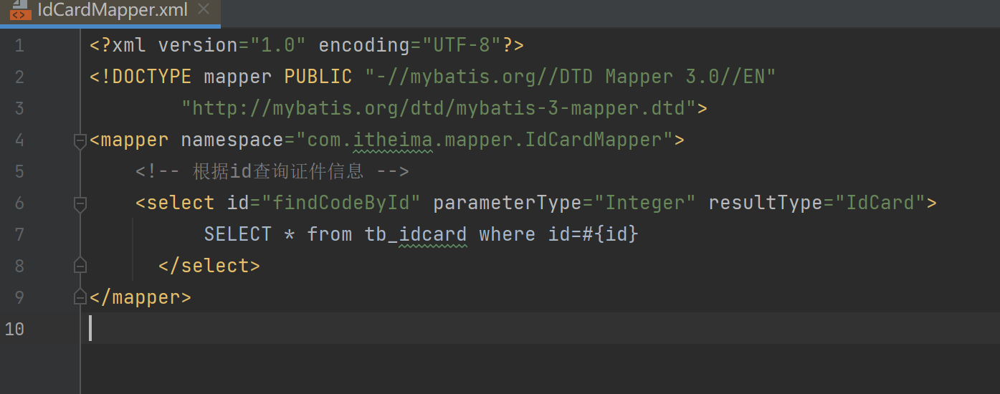 IdCardMapper.xml
1 <?xml version="1.0" encoding="UTF-8"?>
2 <!DOCTYPE mapper PUBLIC "-//mybatis.org//DTD Mapper 3.0//EN"
3         "http://mybatis.org/dtd/mybatis-3-mapper.dtd">
4 <mapper namespace="com.itheima.mapper.IdCardMapper">
5     <!-- 根据id查询证件信息 -->
6     <select id="findCodeById" parameterType="Integer" resultType="IdCard">
7           SELECT * from tb_idcard where id=#{id}
8       </select>
9 </mapper>
10